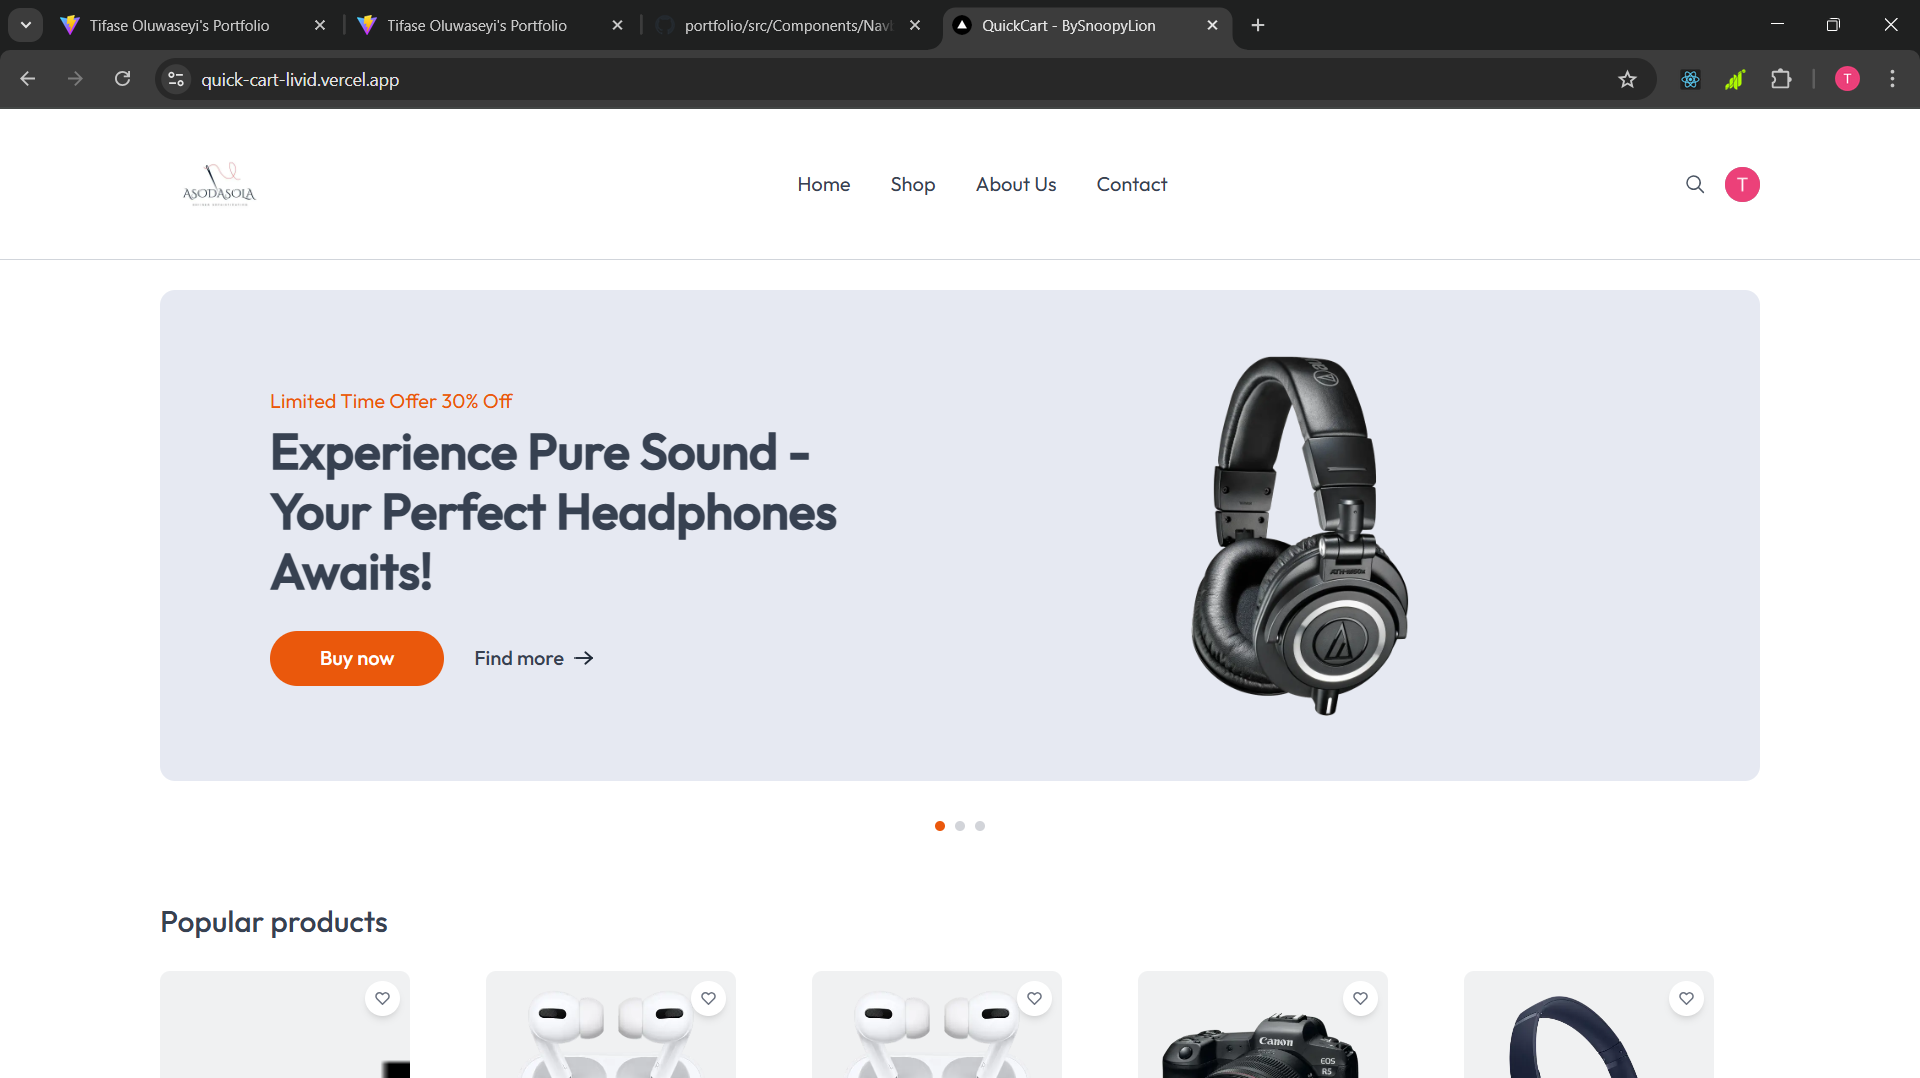 Tifase Oluwaseyi's Portfolio
Tifase Oluwaseyi's Portfolio
portfolio/src/Components/Nav
QuickCart - BySnoopyLion
quick-cart-livid.vercel.app
T
ASODASOLA
Home
Shop
About Us
Contact
T
Limited Time Offer 30% Off
Experience Pure Sound -
Your Perfect Headphones
Awaits!
Buy now
Find more
Popular products
Canon
EOS
R5